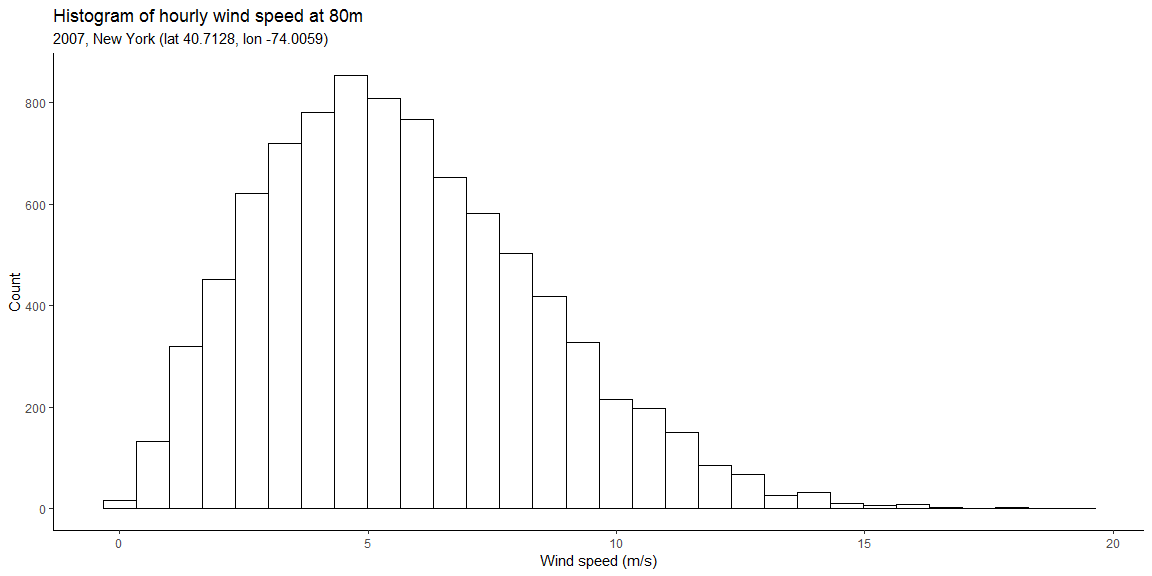 Histogram of hourly wind speed at 80m
2007, New York (lat 40.7128, lon -74.0059)
800
600
400
200
0
Count
0 5 10 15 20
Wind speed (m/s)